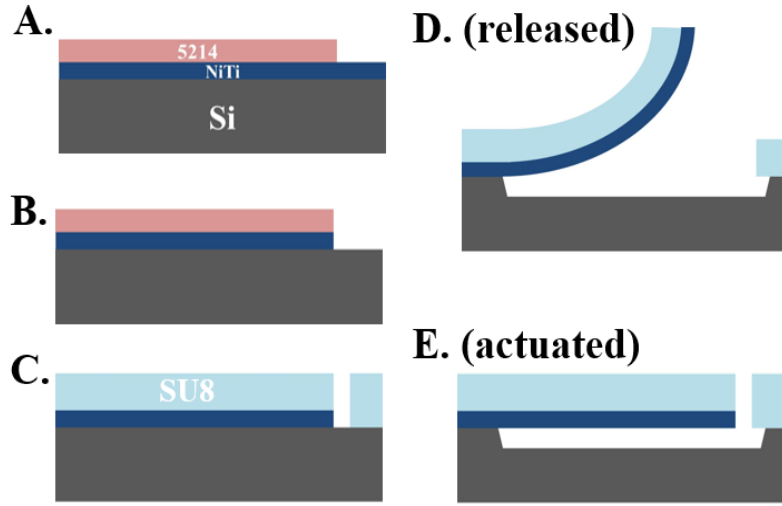 A.
5214
NiTi
Si
B.
C.
SU8
D. (released)
E. (actuated)